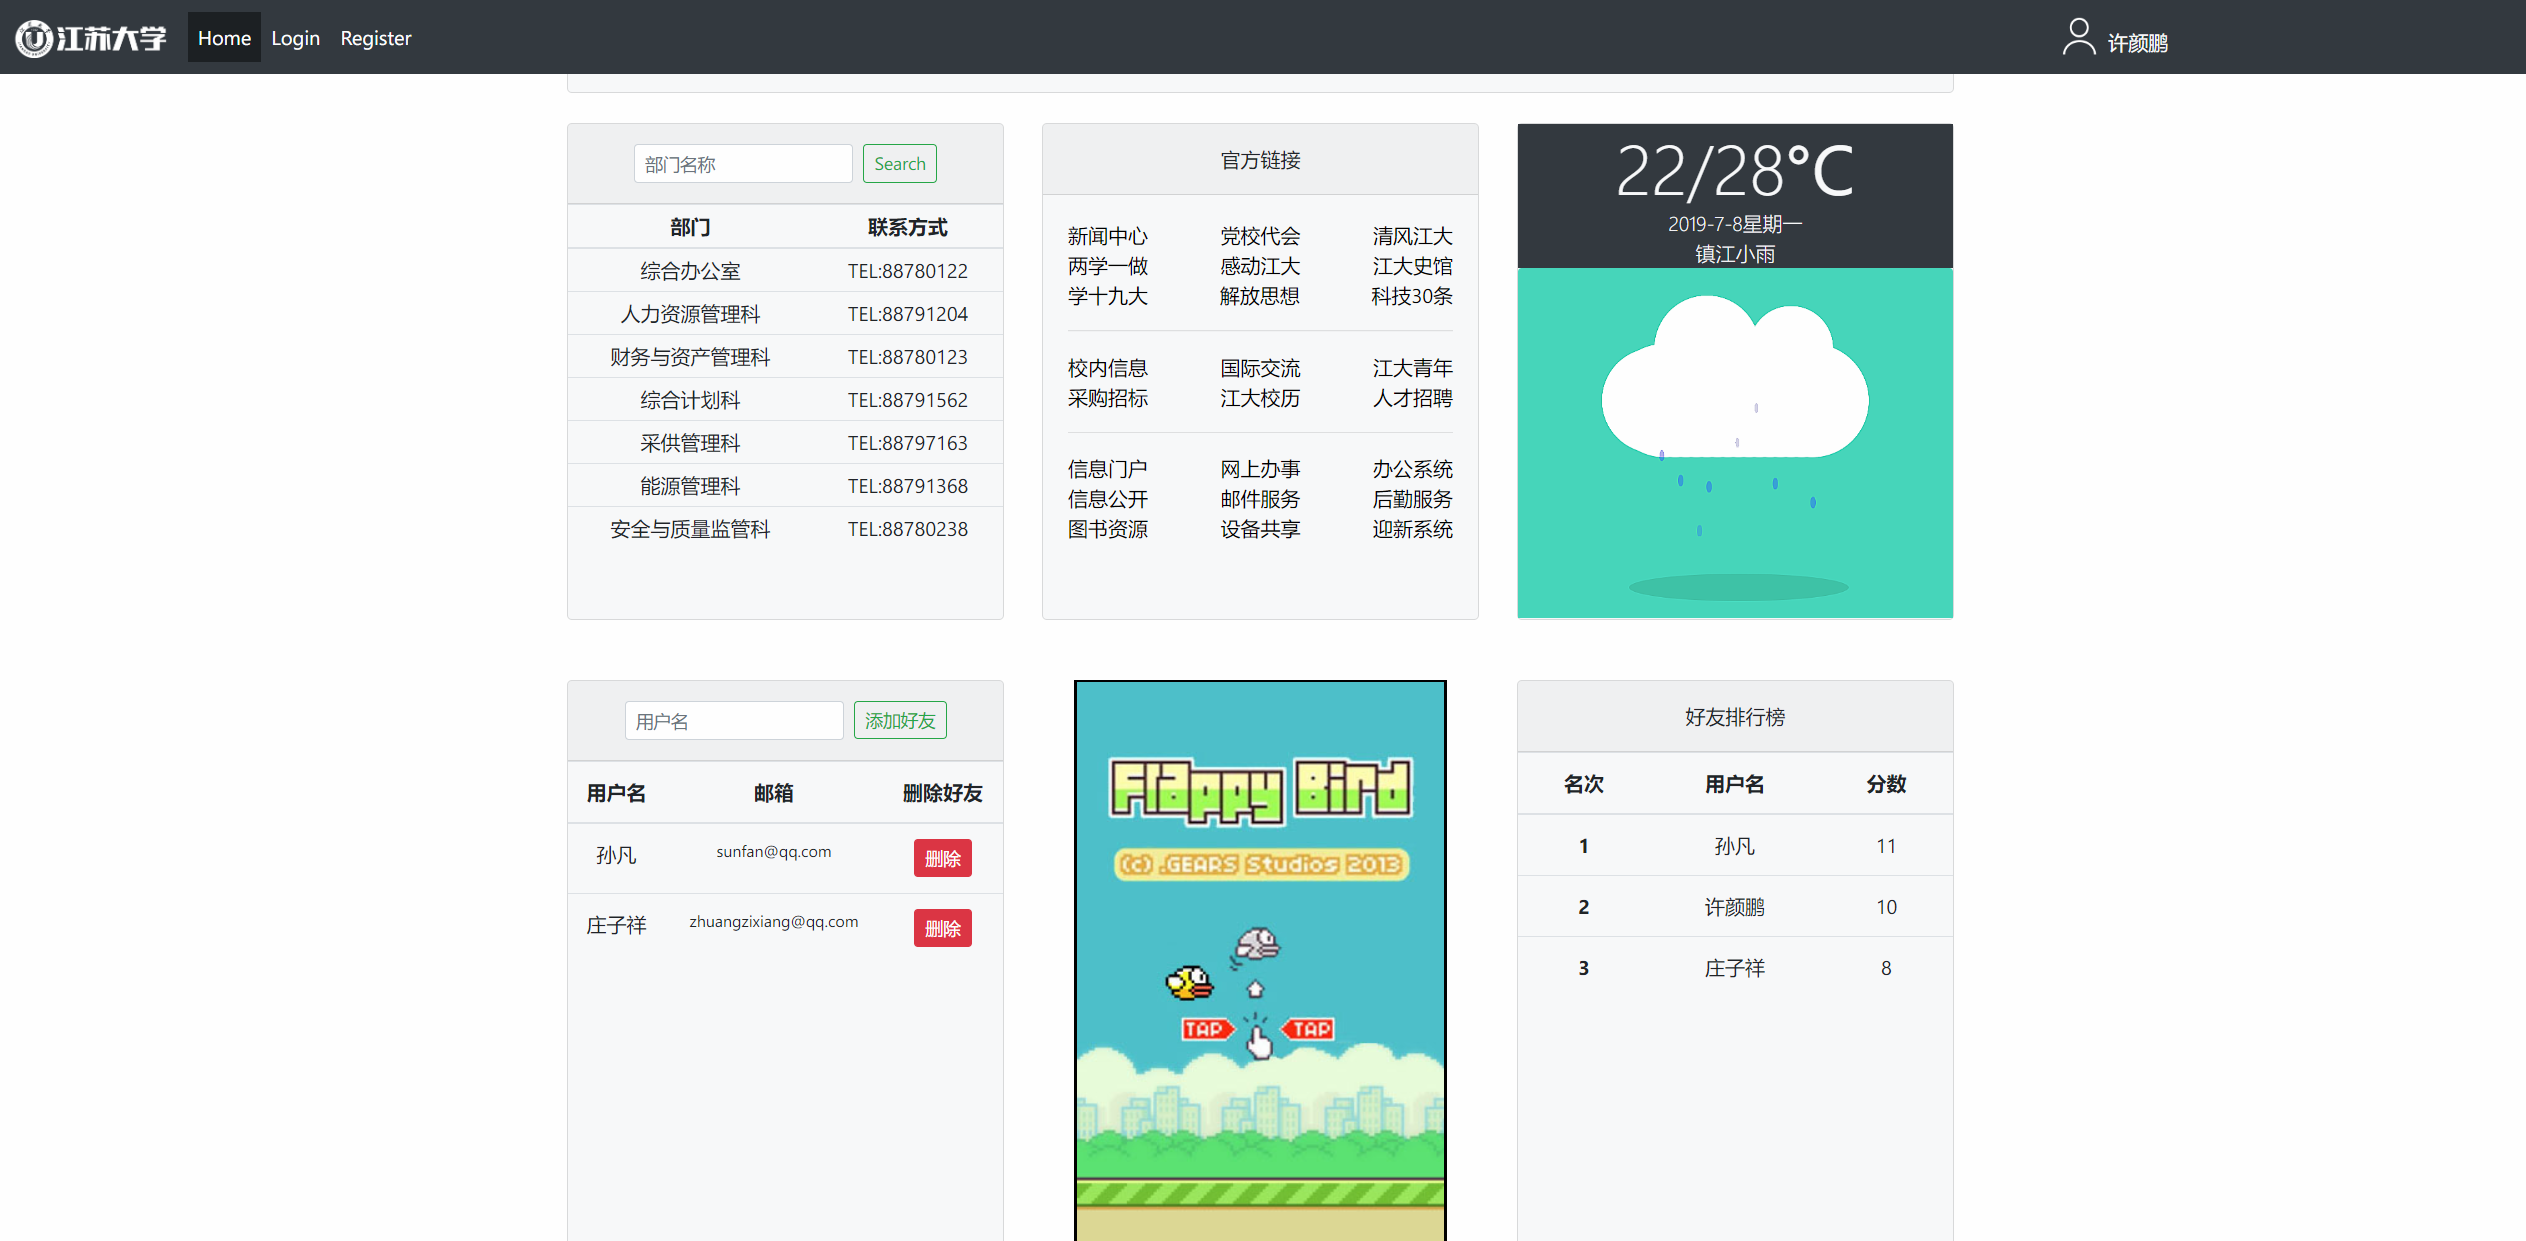 江苏大学 Home Login Register 许颜鹏
部门名称 Search
部门 联系方式
综合办公室 TEL:88780122
人力资源管理科 TEL:88791204
财务与资产管理科 TEL:88780123
综合计划科 TEL:88791562
采供管理科 TEL:88797163
能源管理科 TEL:88791368
安全与质量监管科 TEL:88780238
官方链接
新闻中心 党校代会 清风江大
两学一做 感动江大 江大史馆
学十九大 解放思想 科技30条
校内信息 国际交流 江大青年
采购招标 江大校历 人才招聘
信息门户 网上办事 办公系统
信息公开 邮件服务 后勤服务
图书资源 设备共享 迎新系统
22/28°C
2019-7-8星期一
镇江小雨
用户名 添加好友
用户名 邮箱 删除好友
孙凡 sunfan@qq.com 删除
庄子祥 zhuangzixiang@qq.com 删除
Flappy Bird
(c) .GEARS Studios 2013
TAP TAP
好友排行榜
名次 用户名 分数
1 孙凡 11
2 许颜鹏 10
3 庄子祥 8